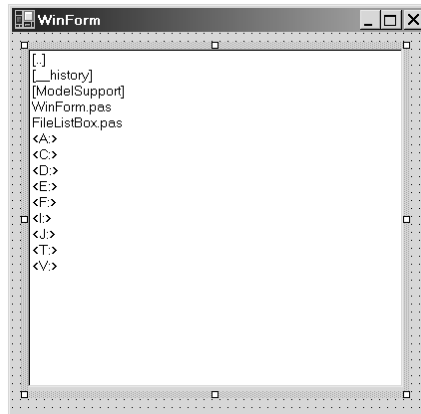 WinForm
[..]
[__history]
[ModelSupport]
WinForm.pas
FileListBox.pas
<A:>
<C:>
<D:>
<E:>
<F:>
<I:>
<J:>
<T:>
<V:>